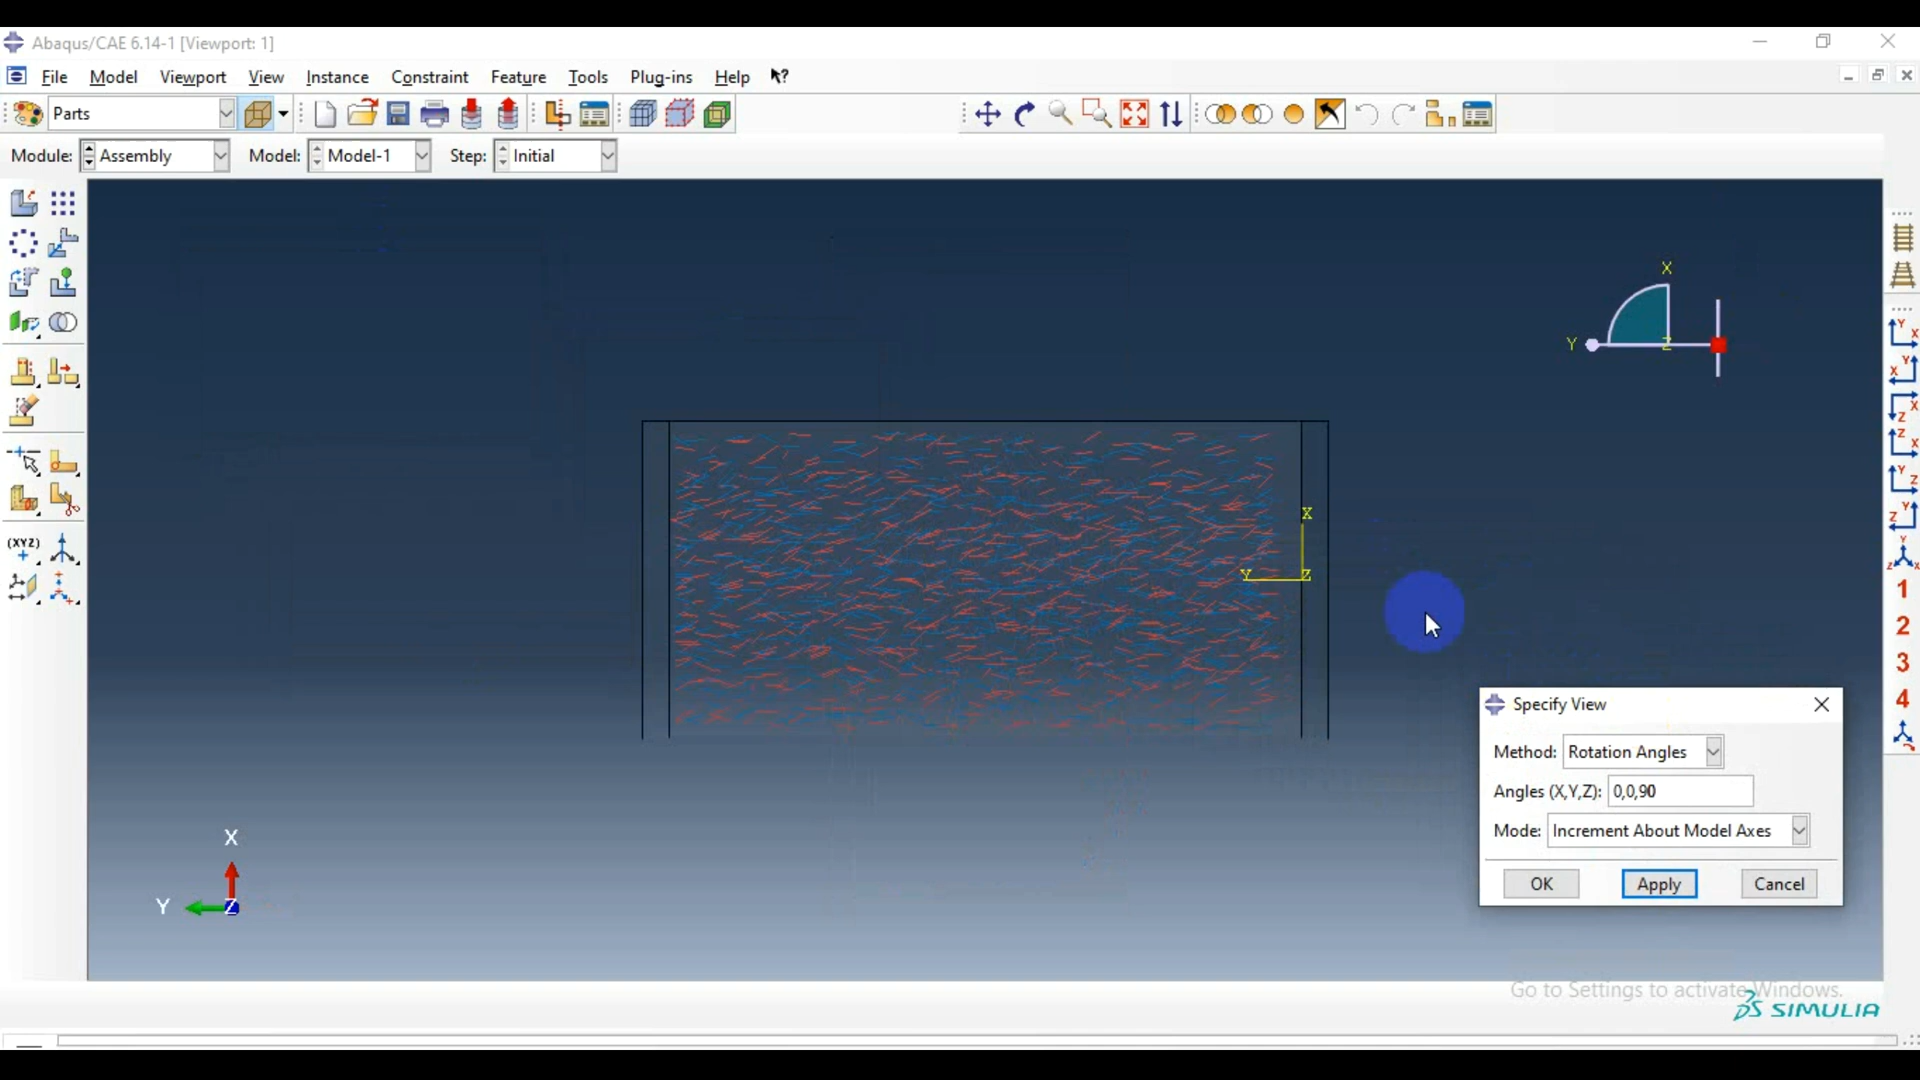 Abaqus/CAE 6.14-1 [Viewport: 1]
File Model Viewport View Instance Constraint Feature Tools Plug-ins Help ?
Parts
Module: Assembly Model: Model-1 Step: Initial
X
Y Z
X
Y Z
X
Y Z
(XYZ)
Y X
Y X
X Z
Z X
Y Z
Y Z
Y Z X
1
2
3
4
Specify View
Method: Rotation Angles
Angles (X,Y,Z): 0,0,90
Mode: Increment About Model Axes
OK Apply Cancel
Go to Settings to activate Windows.
SIMULIA